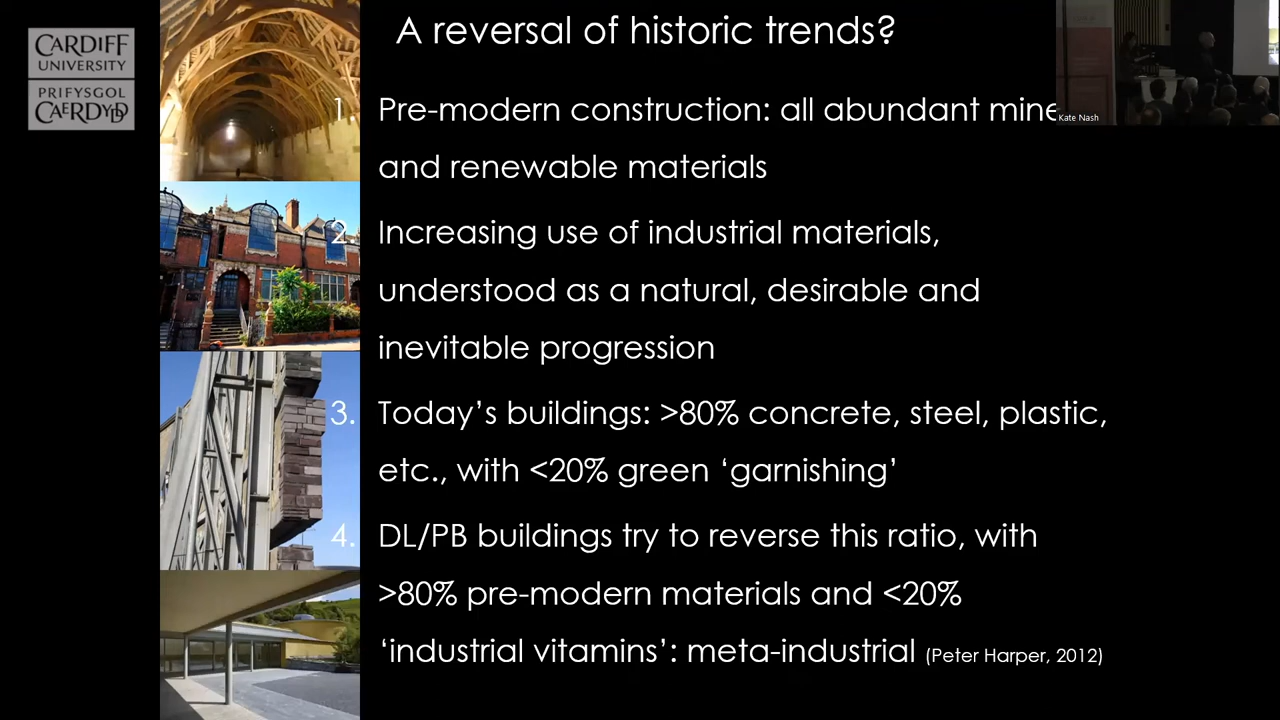 CARDIFF
UNIVERSITY
PRIFYSGOL
CAERDYDD
A reversal of historic trends?
1. Pre-modern construction: all abundant mine
and renewable materials
2. Increasing use of industrial materials,
understood as a natural, desirable and
inevitable progression
3. Today’s buildings: >80% concrete, steel, plastic,
etc., with <20% green ‘garnishing’
4. DL/PB buildings try to reverse this ratio, with
>80% pre-modern materials and <20%
‘industrial vitamins’: meta-industrial (Peter Harper, 2012)
Kate Nash